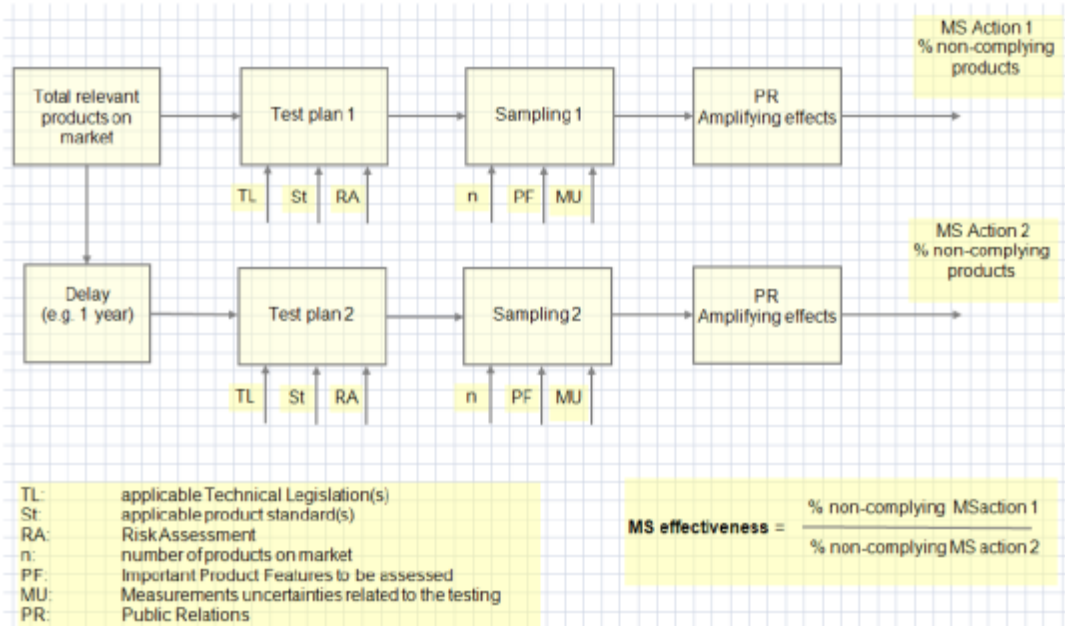 MS Action 1
% non-complying
products
Total relevant
products on
market
Test plan 1
Sampling 1
PR
Amplifying effects
TL St RA
n PF MU
MS Action 2
% non-complying
products
Delay
(e.g. 1 year)
Test plan 2
Sampling 2
PR
Amplifying effects
TL St RA
n PF MU
TL: applicable Technical Legislation(s)
St: applicable product standard(s)
RA: Risk Assessment
n: number of products on market
PF: Important Product Features to be assessed
MU: Measurements uncertainties related to the testing
PR: Public Relations
MS effectiveness =
% non-complying MSaction 1
% non-complying MS action 2